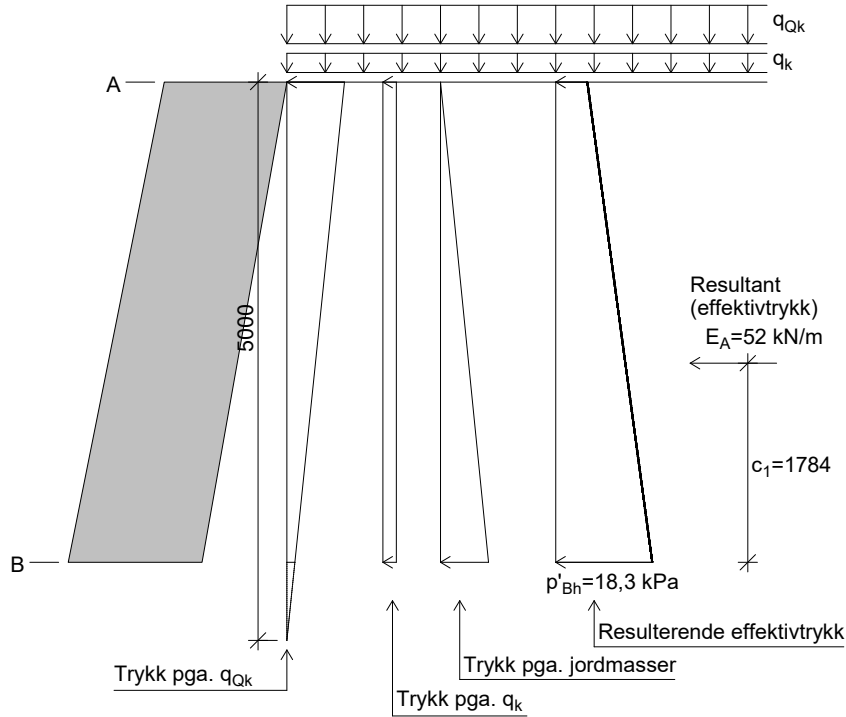 q_Qk
q_k
A
Resultant
(effektivtrykk)
E_A=52 kN/m
5000
c_1=1784
B
p'_Bh=18,3 kPa
Resulterende effektivtrykk
Trykk pga. jordmasser
Trykk pga. q_Qk
Trykk pga. q_k